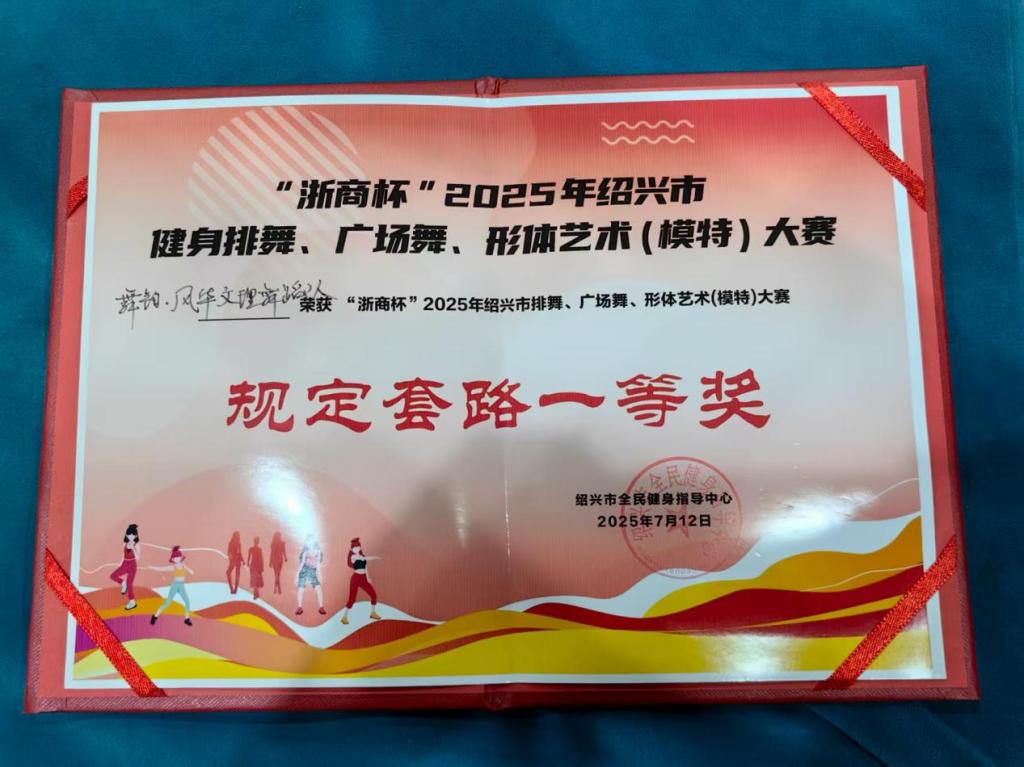 “浙商杯”2025年绍兴市
健身排舞、广场舞、形体艺术(模特)大赛
舞韵·风华文理舞蹈队 荣获 “浙商杯”2025年绍兴市排舞、广场舞、形体艺术(模特)大赛
规定套路一等奖
绍兴市全民健身指导中心
2025年7月12日